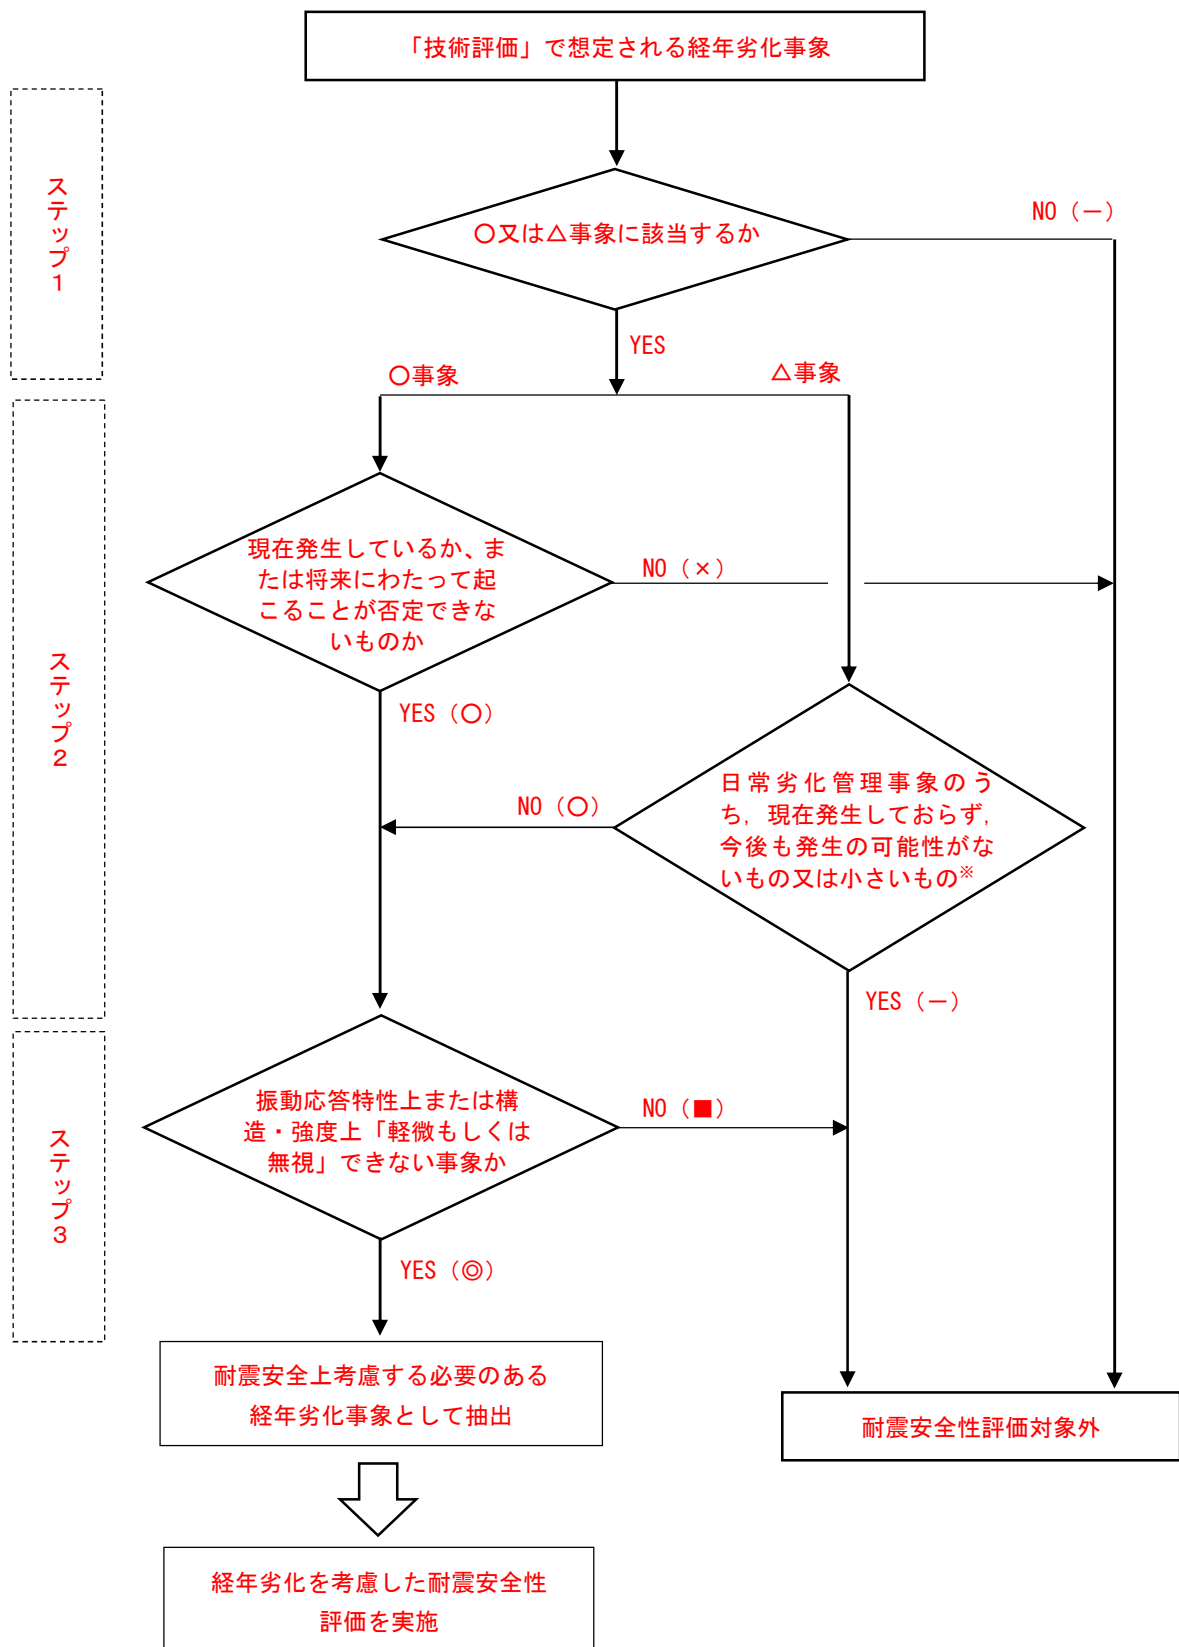 「技術評価」で想定される経年劣化事象
ステップ1
〇又は△事象に該当するか
NO（－）
YES
〇事象
△事象
ステップ2
現在発生しているか、ま
たは将来にわたって起
こることが否定できな
いものか
NO（×）
YES（〇）
日常劣化管理事象のう
ち，現在発生しておらず，
今後も発生の可能性がな
いもの又は小さいもの※
NO（〇）
YES（－）
ステップ3
振動応答特性上または構
造・強度上「軽微もしくは
無視」できない事象か
NO（■）
YES（◎）
耐震安全上考慮する必要のある
経年劣化事象として抽出
耐震安全性評価対象外
経年劣化を考慮した耐震安全性
評価を実施